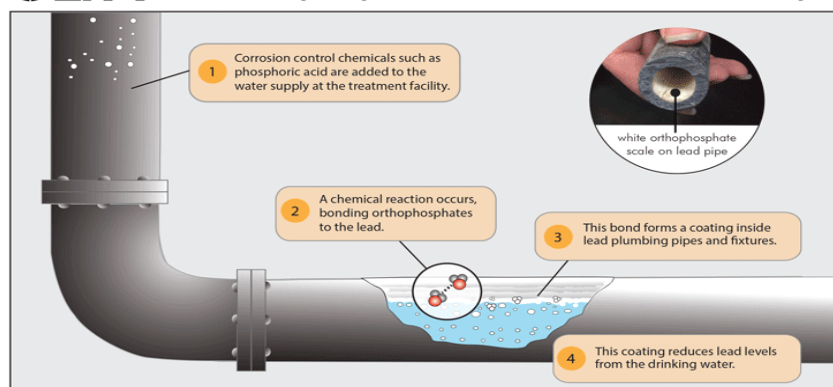 1
Corrosion control chemicals such as
phosphoric acid are added to the
water supply at the treatment facility.
white orthophosphate
scale on lead pipe
2
A chemical reaction occurs,
bonding orthophosphates
to the lead.
3
This bond forms a coating inside
lead plumbing pipes and fixtures.
4
This coating reduces lead levels
from the drinking water.